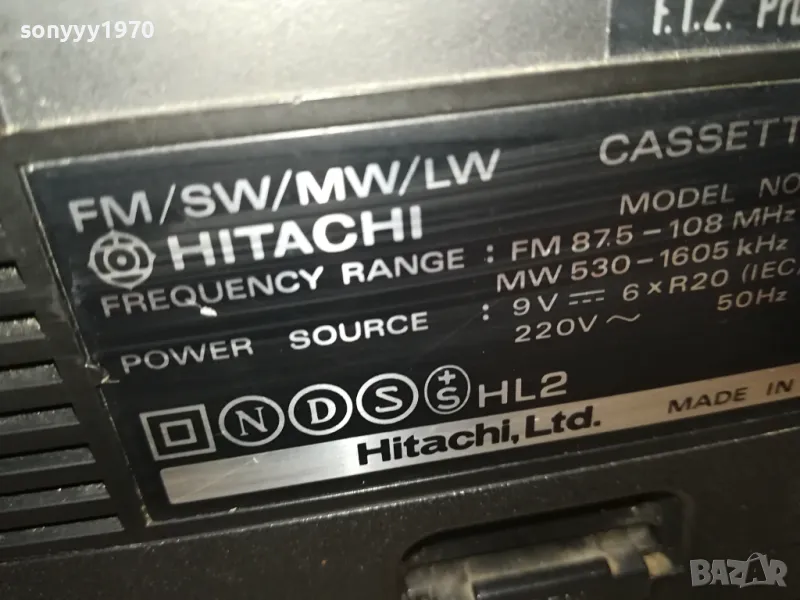 sonyyy1970
F.T.Z.
FM/SW/MW/LW CASSETT
HITACHI MODEL NO
FREQUENCY RANGE : FM 87.5 – 108 MHz
MW 530 – 1605 kHz
POWER SOURCE : 9V ⎓ 6 x R20 (IEC
220V ~ 50Hz
N D S +S HL2
Hitachi, Ltd. MADE IN
BAZAR